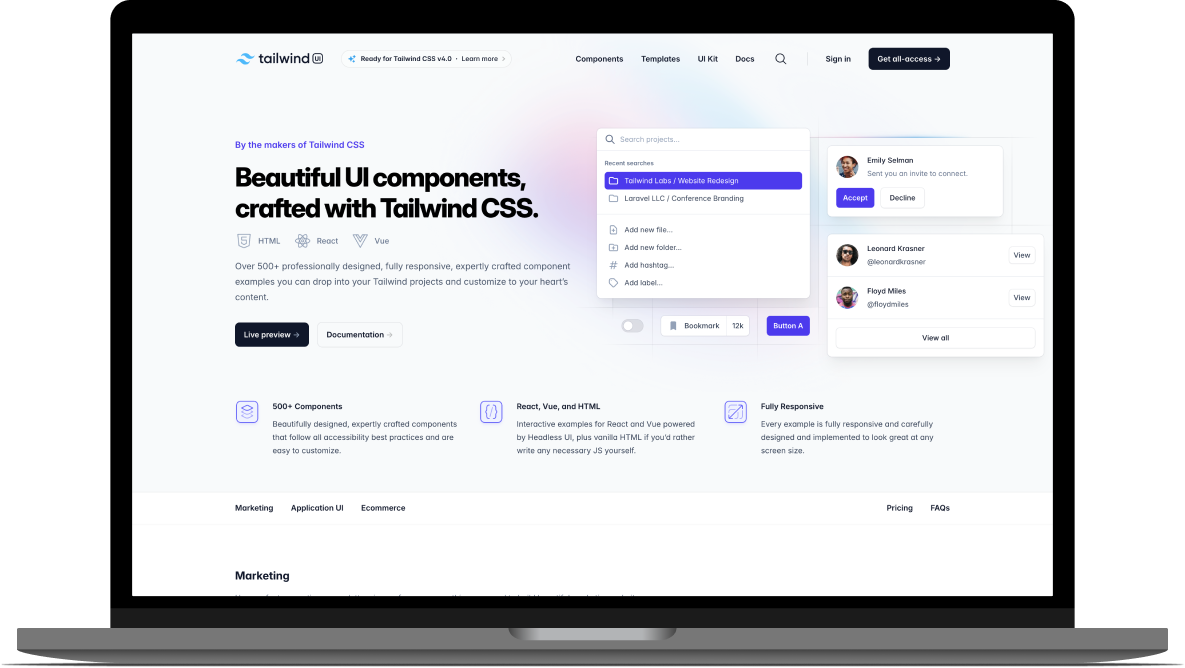 tailwind UI
Ready for Tailwind CSS v4.0 · Learn more
Components Templates UI Kit Docs
Sign in Get all-access →
By the makers of Tailwind CSS
Beautiful UI components,
crafted with Tailwind CSS.
HTML React Vue
Over 500+ professionally designed, fully responsive, expertly crafted component
examples you can drop into your Tailwind projects and customize to your heart's
content.
Live preview → Documentation →
Search projects...
Recent searches
Tailwind Labs / Website Redesign
Laravel LLC / Conference Branding
Add new file...
Add new folder...
Add hashtag...
Add label...
Bookmark 12k
Button A
Emily Selman
Sent you an invite to connect.
Accept Decline
Leonard Krasner
@leonardkrasner
View
Floyd Miles
@floydmiles
View
View all
500+ Components
Beautifully designed, expertly crafted components
that follow all accessibility best practices and are
easy to customize.
React, Vue, and HTML
Interactive examples for React and Vue powered
by Headless UI, plus vanilla HTML if you'd rather
write any necessary JS yourself.
Fully Responsive
Every example is fully responsive and carefully
designed and implemented to look great at any
screen size.
Marketing Application UI Ecommerce
Pricing FAQs
Marketing